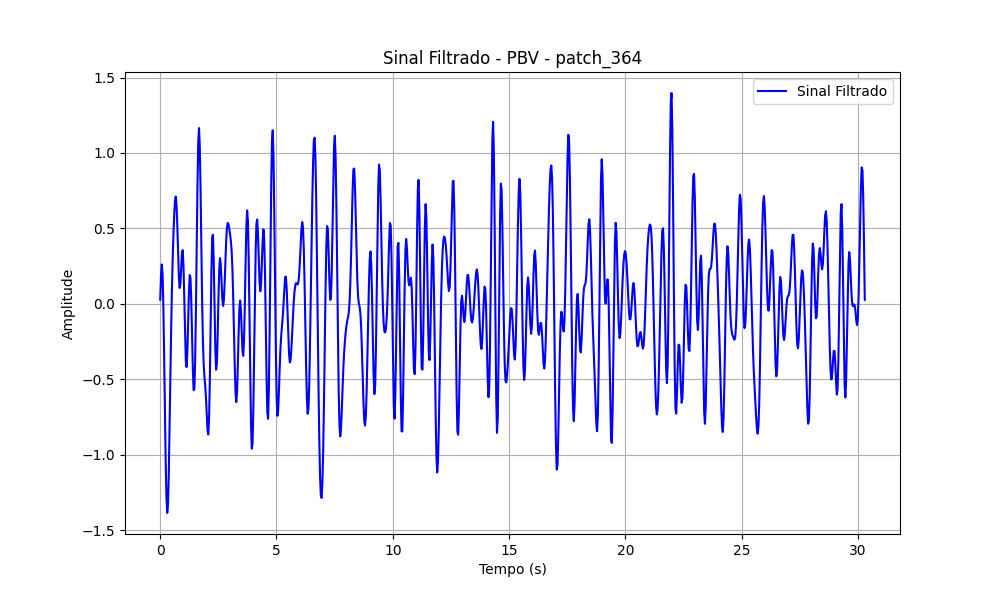 Sinal Filtrado - PBV - patch_364
Sinal Filtrado
1.5
1.0
0.5
0.0
−0.5
−1.0
−1.5
Amplitude
0 5 10 15 20 25 30
Tempo (s)